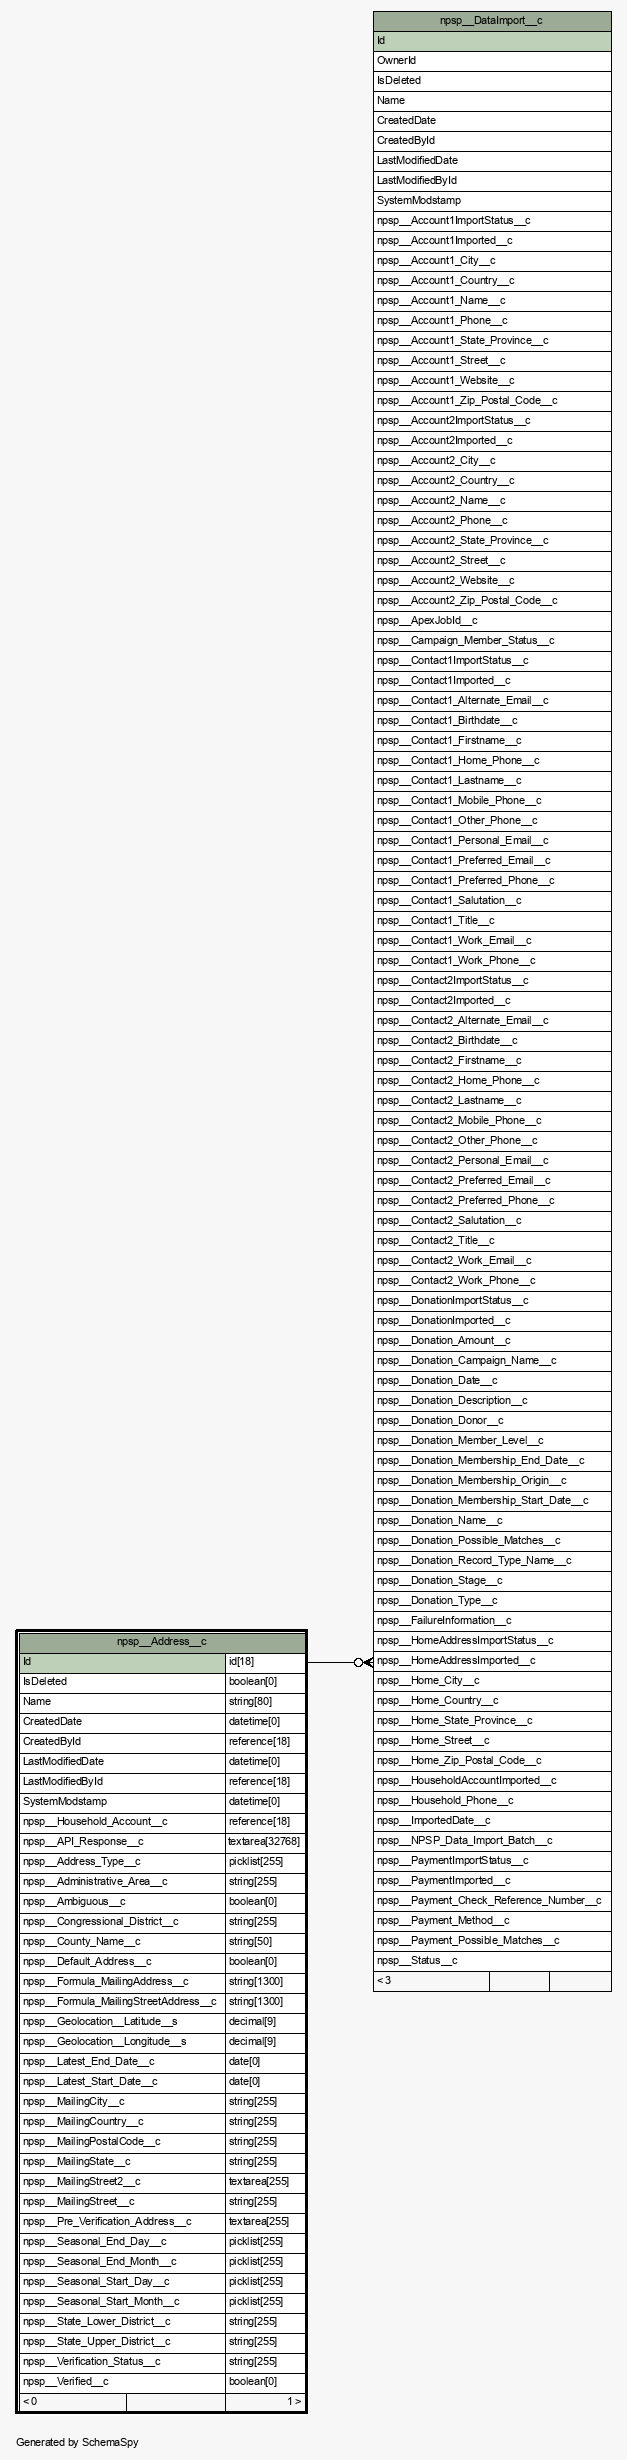 npsp__DataImport__c
Id
OwnerId
IsDeleted
Name
CreatedDate
CreatedById
LastModifiedDate
LastModifiedById
SystemModstamp
npsp__Account1ImportStatus__c
npsp__Account1Imported__c
npsp__Account1_City__c
npsp__Account1_Country__c
npsp__Account1_Name__c
npsp__Account1_Phone__c
npsp__Account1_State_Province__c
npsp__Account1_Street__c
npsp__Account1_Website__c
npsp__Account1_Zip_Postal_Code__c
npsp__Account2ImportStatus__c
npsp__Account2Imported__c
npsp__Account2_City__c
npsp__Account2_Country__c
npsp__Account2_Name__c
npsp__Account2_Phone__c
npsp__Account2_State_Province__c
npsp__Account2_Street__c
npsp__Account2_Website__c
npsp__Account2_Zip_Postal_Code__c
npsp__ApexJobId__c
npsp__Campaign_Member_Status__c
npsp__Contact1ImportStatus__c
npsp__Contact1Imported__c
npsp__Contact1_Alternate_Email__c
npsp__Contact1_Birthdate__c
npsp__Contact1_Firstname__c
npsp__Contact1_Home_Phone__c
npsp__Contact1_Lastname__c
npsp__Contact1_Mobile_Phone__c
npsp__Contact1_Other_Phone__c
npsp__Contact1_Personal_Email__c
npsp__Contact1_Preferred_Email__c
npsp__Contact1_Preferred_Phone__c
npsp__Contact1_Salutation__c
npsp__Contact1_Title__c
npsp__Contact1_Work_Email__c
npsp__Contact1_Work_Phone__c
npsp__Contact2ImportStatus__c
npsp__Contact2Imported__c
npsp__Contact2_Alternate_Email__c
npsp__Contact2_Birthdate__c
npsp__Contact2_Firstname__c
npsp__Contact2_Home_Phone__c
npsp__Contact2_Lastname__c
npsp__Contact2_Mobile_Phone__c
npsp__Contact2_Other_Phone__c
npsp__Contact2_Personal_Email__c
npsp__Contact2_Preferred_Email__c
npsp__Contact2_Preferred_Phone__c
npsp__Contact2_Salutation__c
npsp__Contact2_Title__c
npsp__Contact2_Work_Email__c
npsp__Contact2_Work_Phone__c
npsp__DonationImportStatus__c
npsp__DonationImported__c
npsp__Donation_Amount__c
npsp__Donation_Campaign_Name__c
npsp__Donation_Date__c
npsp__Donation_Description__c
npsp__Donation_Donor__c
npsp__Donation_Member_Level__c
npsp__Donation_Membership_End_Date__c
npsp__Donation_Membership_Origin__c
npsp__Donation_Membership_Start_Date__c
npsp__Donation_Name__c
npsp__Donation_Possible_Matches__c
npsp__Donation_Record_Type_Name__c
npsp__Donation_Stage__c
npsp__Donation_Type__c
npsp__FailureInformation__c
npsp__HomeAddressImportStatus__c
npsp__HomeAddressImported__c
npsp__Home_City__c
npsp__Home_Country__c
npsp__Home_State_Province__c
npsp__Home_Street__c
npsp__Home_Zip_Postal_Code__c
npsp__HouseholdAccountImported__c
npsp__Household_Phone__c
npsp__ImportedDate__c
npsp__NPSP_Data_Import_Batch__c
npsp__PaymentImportStatus__c
npsp__PaymentImported__c
npsp__Payment_Check_Reference_Number__c
npsp__Payment_Method__c
npsp__Payment_Possible_Matches__c
npsp__Status__c
< 3
npsp__Address__c
Id id[18]
IsDeleted boolean[0]
Name string[80]
CreatedDate datetime[0]
CreatedById reference[18]
LastModifiedDate datetime[0]
LastModifiedById reference[18]
SystemModstamp datetime[0]
npsp__Household_Account__c reference[18]
npsp__API_Response__c textarea[32768]
npsp__Address_Type__c picklist[255]
npsp__Administrative_Area__c string[255]
npsp__Ambiguous__c boolean[0]
npsp__Congressional_District__c string[255]
npsp__County_Name__c string[50]
npsp__Default_Address__c boolean[0]
npsp__Formula_MailingAddress__c string[1300]
npsp__Formula_MailingStreetAddress__c string[1300]
npsp__Geolocation__Latitude__s decimal[9]
npsp__Geolocation__Longitude__s decimal[9]
npsp__Latest_End_Date__c date[0]
npsp__Latest_Start_Date__c date[0]
npsp__MailingCity__c string[255]
npsp__MailingCountry__c string[255]
npsp__MailingPostalCode__c string[255]
npsp__MailingState__c string[255]
npsp__MailingStreet2__c textarea[255]
npsp__MailingStreet__c string[255]
npsp__Pre_Verification_Address__c textarea[255]
npsp__Seasonal_End_Day__c picklist[255]
npsp__Seasonal_End_Month__c picklist[255]
npsp__Seasonal_Start_Day__c picklist[255]
npsp__Seasonal_Start_Month__c picklist[255]
npsp__State_Lower_District__c string[255]
npsp__State_Upper_District__c string[255]
npsp__Verification_Status__c string[255]
npsp__Verified__c boolean[0]
< 0 1 >
Generated by SchemaSpy